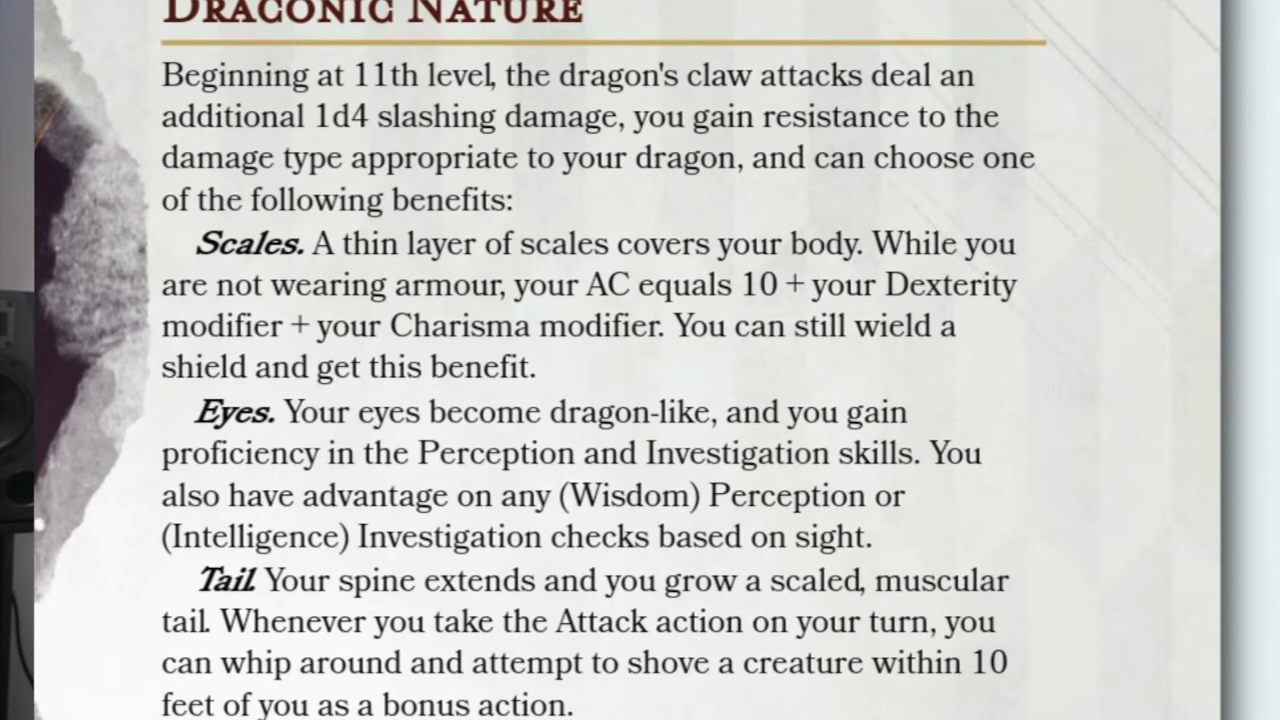 DRACONIC NATURE
Beginning at 11th level, the dragon's claw attacks deal an
additional 1d4 slashing damage, you gain resistance to the
damage type appropriate to your dragon, and can choose one
of the following benefits:
Scales. A thin layer of scales covers your body. While you
are not wearing armour, your AC equals 10 + your Dexterity
modifier + your Charisma modifier. You can still wield a
shield and get this benefit.
Eyes. Your eyes become dragon-like, and you gain
proficiency in the Perception and Investigation skills. You
also have advantage on any (Wisdom) Perception or
(Intelligence) Investigation checks based on sight.
Tail. Your spine extends and you grow a scaled, muscular
tail. Whenever you take the Attack action on your turn, you
can whip around and attempt to shove a creature within 10
feet of you as a bonus action.